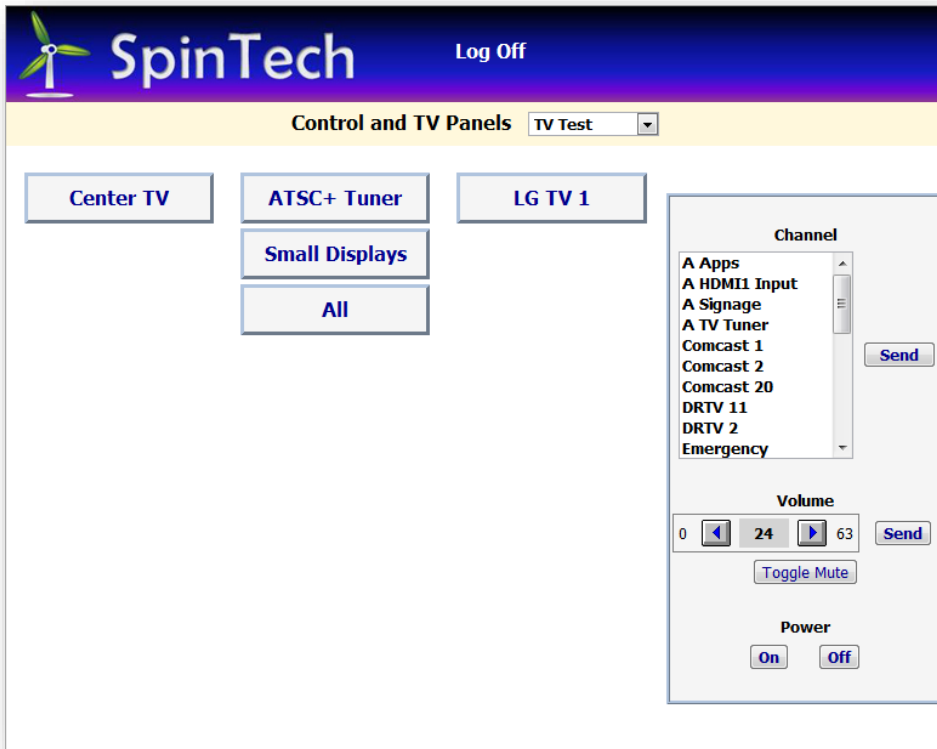 SpinTech
Log Off
Control and TV Panels TV Test
Center TV
ATSC+ Tuner
LG TV 1
Small Displays
All
Channel
A Apps
A HDMI1 Input
A Signage
A TV Tuner
Comcast 1
Comcast 2
Comcast 20
DRTV 11
DRTV 2
Emergency
Send
Volume
0 24 63 Send
Toggle Mute
Power
On Off